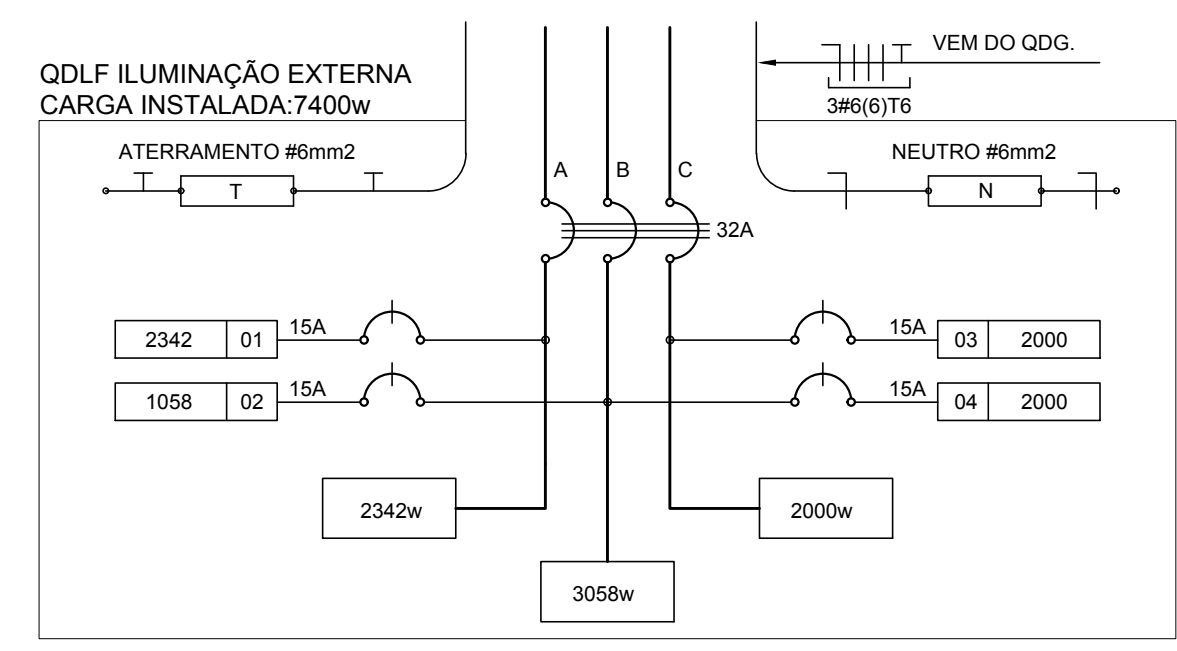 VEM DO QDG.
QDLF ILUMINAÇÃO EXTERNA
CARGA INSTALADA:7400w
3#6(6)T6
ATERRAMENTO #6mm2
NEUTRO #6mm2
A B C
T
N
32A
2342 01 15A
15A 03 2000
1058 02 15A
15A 04 2000
2342w
2000w
3058w